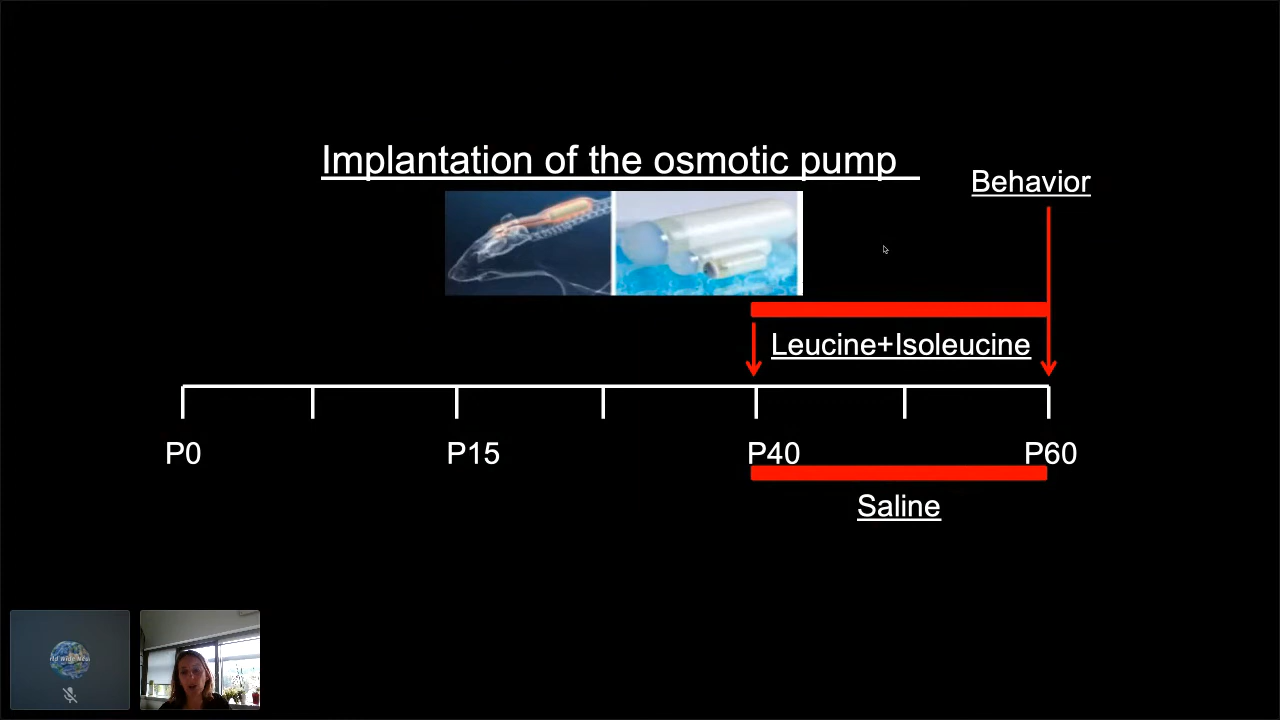 Implantation of the osmotic pump
Behavior
Leucine+Isoleucine
P0
P15
P40
P60
Saline